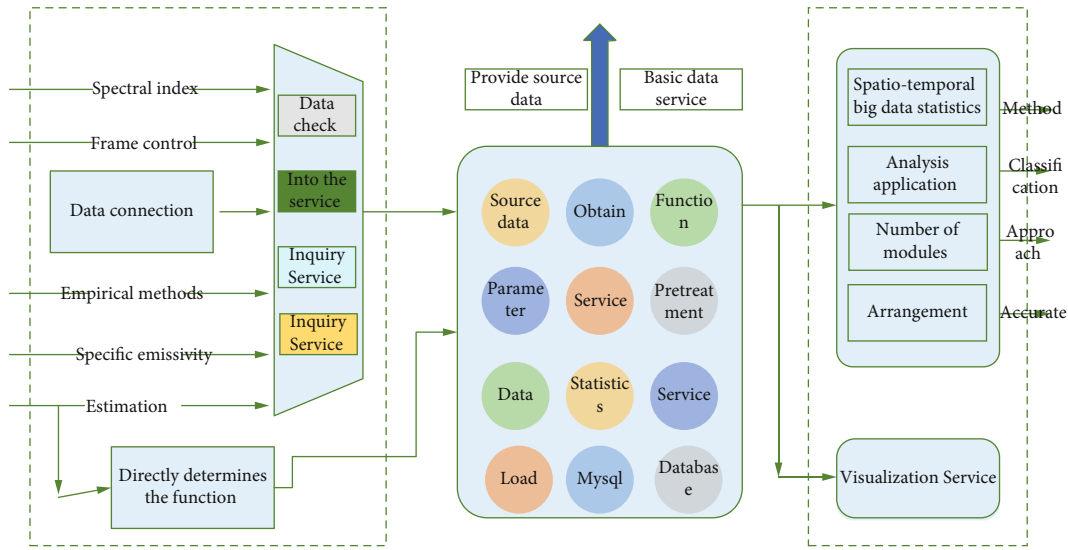 Spectral index
Frame control
Data connection
Empirical methods
Specific emissivity
Estimation
Directly determines
the function
Data
check
Into the
service
Inquiry
Service
Inquiry
Service
Provide source
data
Basic data
service
Source
data
Obtain
Functio
n
Parame
ter
Service
Pretreat
ment
Data
Statistic
s
Service
Load
Mysql
Databas
e
Spatio-temporal
big data statistics
Analysis
application
Number of
modules
Arrangement
Visualization Service
Method
Classifi
cation
Appro
ach
Accurate